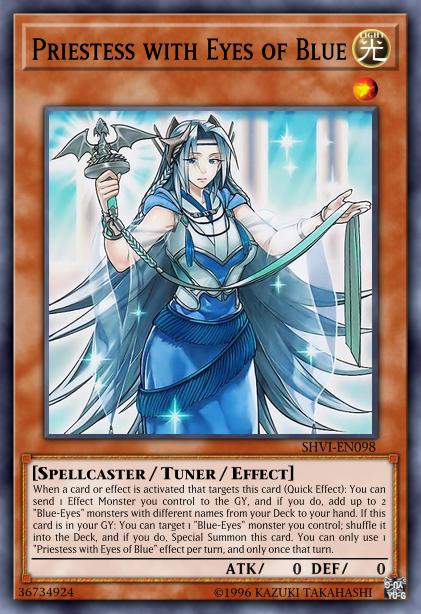 PRIESTESS WITH EYES OF BLUE
LIGHT
光
SHVI-EN098
[SPELLCASTER / TUNER / EFFECT]
When a card or effect is activated that targets this card (Quick Effect): You can
send 1 Effect Monster you control to the GY, and if you do, add up to 2
"Blue-Eyes" monsters with different names from your Deck to your hand. If this
card is in your GY: You can target 1 "Blue-Eyes" monster you control; shuffle it
into the Deck, and if you do, Special Summon this card. You can only use 1
"Priestess with Eyes of Blue" effect per turn, and only once that turn.
ATK/ 0 DEF/ 0
36734924
©1996 KAZUKI TAKAHASHI